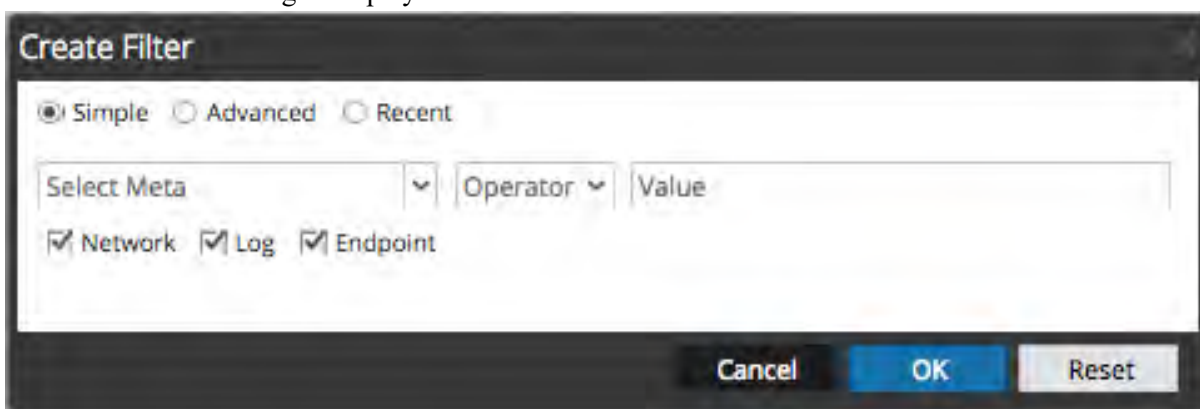 Create Filter
Simple Advanced Recent
Select Meta Operator Value
Network Log Endpoint
Cancel OK Reset